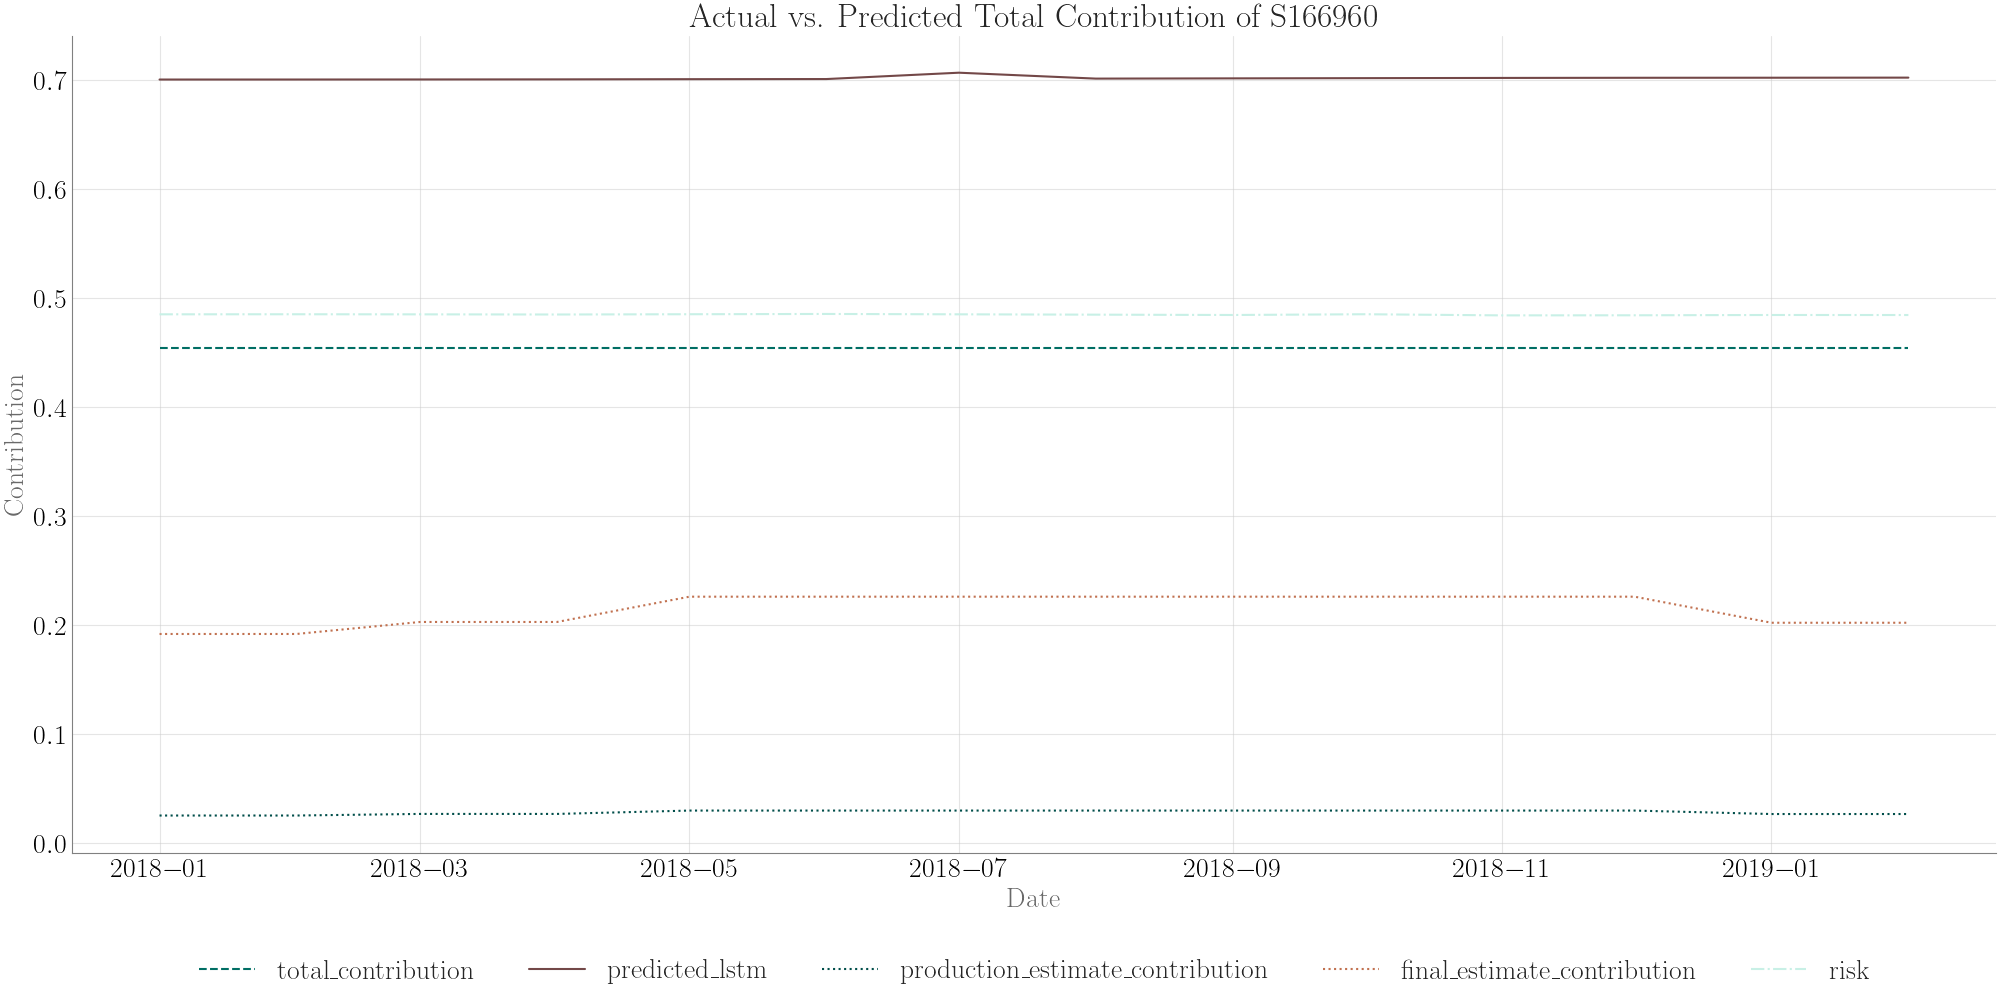 Actual vs. Predicted Total Contribution of S166960
Contribution
0.7
0.6
0.5
0.4
0.3
0.2
0.1
0.0
2018−01 2018−03 2018−05 2018−07 2018−09 2018−11 2019−01
Date
total_contribution predicted_lstm production_estimate_contribution final_estimate_contribution risk